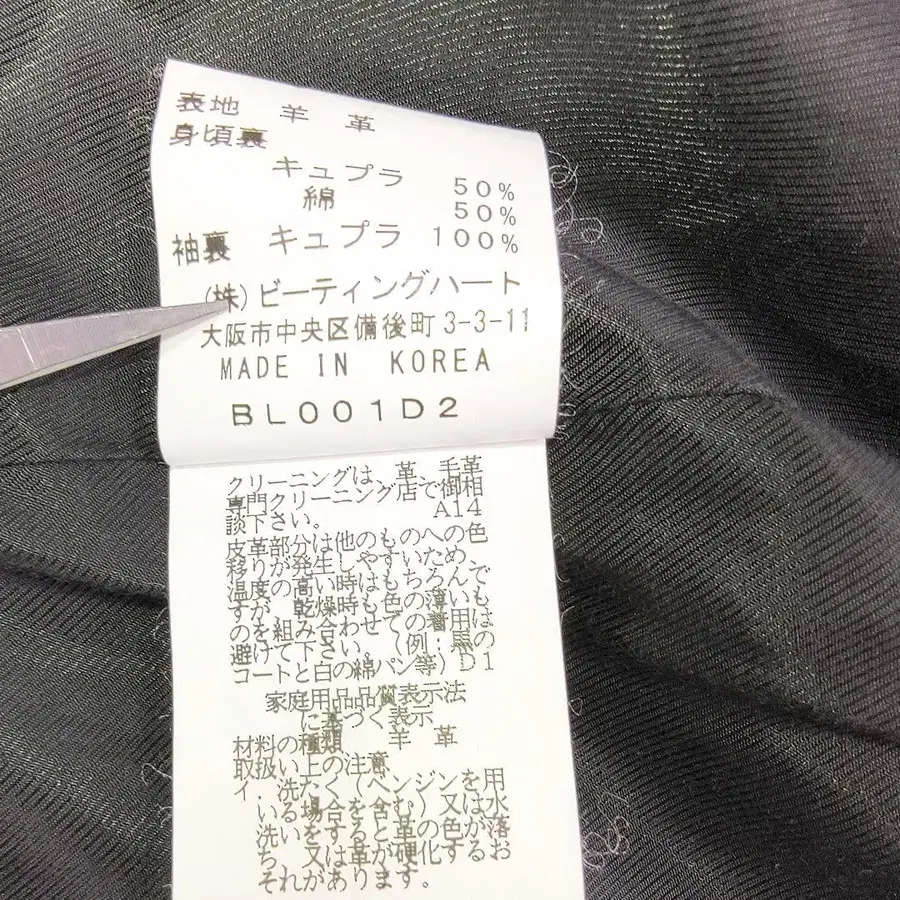 表地 羊 革
身頃裏
キュプラ 50%
綿 50%
袖裏 キュプラ 100%
(株)ビーティングハート
大阪市中央区備後町3-3-11
MADE IN KOREA
BL001D2
クリーニングは、革 毛革
専門クリーニング店で御相
談下さい。 A14
皮革部分は他のものへの色
移りが発生しやすいため、
温度の高い時はもちろんで
すが、乾燥時も色の薄いも
のを組み合わせての着用は
避けて下さい。(例:黒の
コートと白の綿パン等)D1
家庭用品品質表示法
に基づく表示
材料の種類 羊 革
取扱い上の注意
イ.洗たく(ベンジンを用
いる場合を含む)又は水
洗いをすると革の色が落
ち、又は革が硬化するお
それがあります。